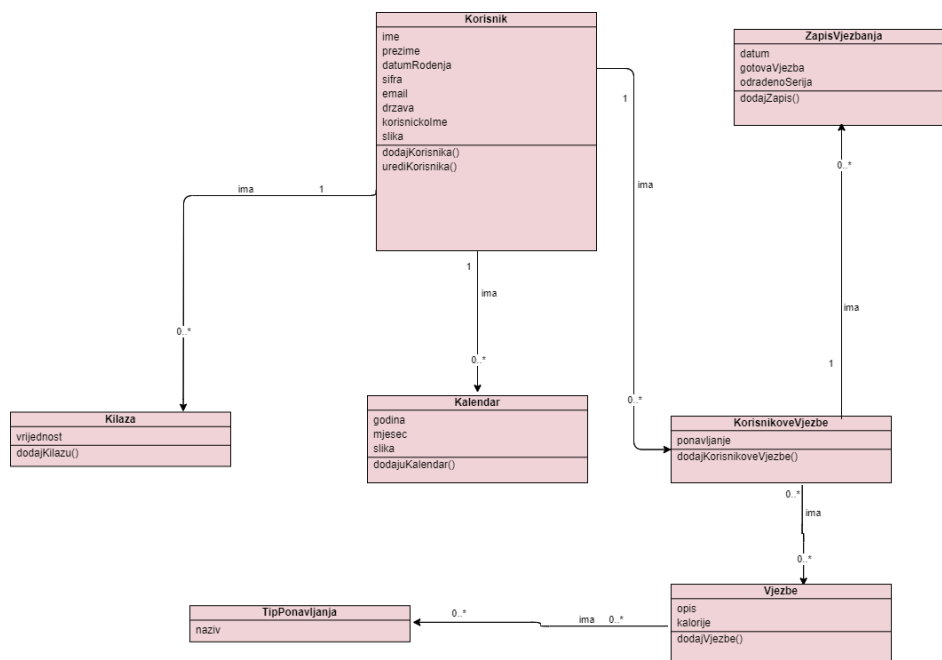 Korisnik
ime
prezime
datumRodenja
sifra
email
drzava
korisnickoIme
slika
dodajKorisnika()
urediKorisnika()
ZapisVjezbanja
datum
gotovaVjezba
odradenoSerija
dodajZapis()
1
0..*
ima
1
ima
1
ima
0..*
ima
0..*
0..*
1
0..*
Kilaza
vrijednost
dodajKilazu()
Kalendar
godina
mjesec
slika
dodajuKalendar()
KorisnikoveVjezbe
ponavljanje
dodajKorisnikoveVjezbe()
0..*
ima
0..*
Vjezbe
opis
kalorije
dodajVjezbe()
TipPonavljanja
naziv
0..*
ima
0..*